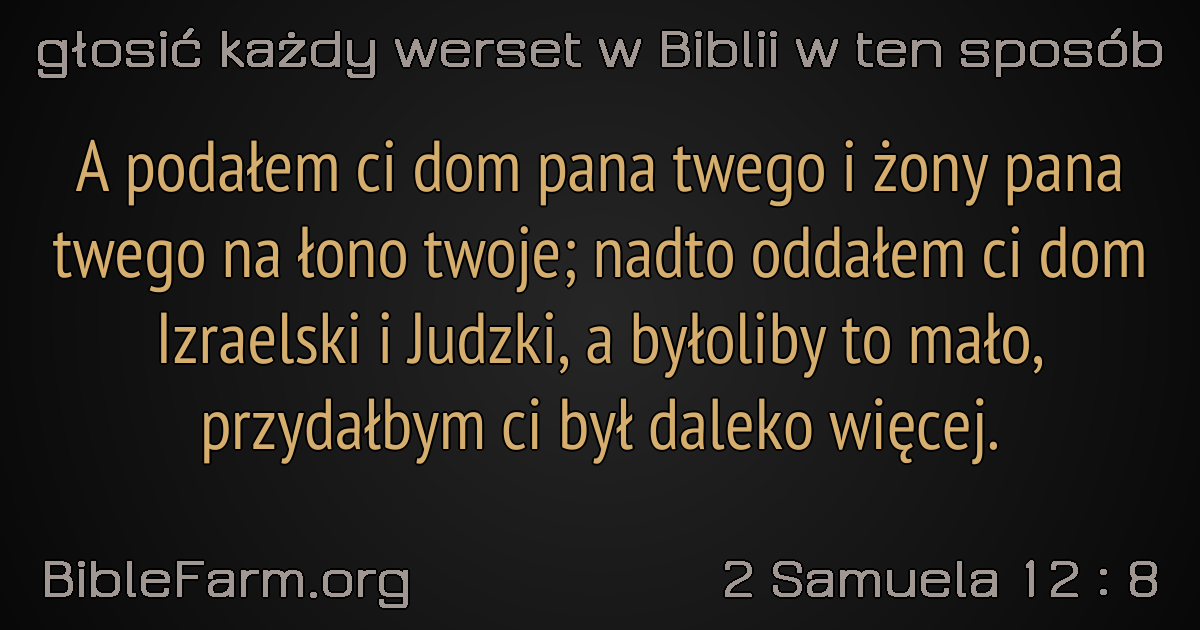 głosić każdy werset w Biblii w ten sposób
A podałem ci dom pana twego i żony pana
twego na łono twoje; nadto oddałem ci dom
Izraelski i Judzki, a byłoliby to mało,
przydałbym ci był daleko więcej.
BibleFarm.org
2 Samuela 12 : 8